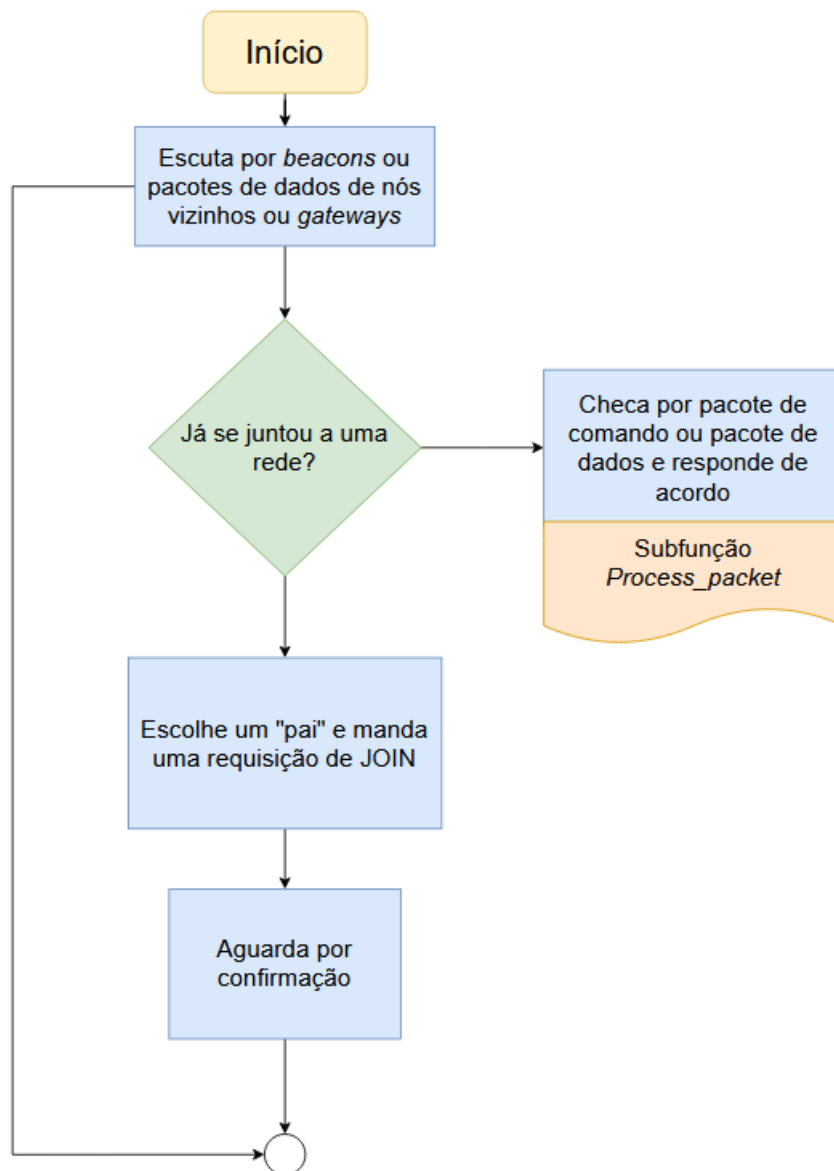 Início
Escuta por beacons ou
pacotes de dados de nós
vizinhos ou gateways
Já se juntou a uma
rede?
Checa por pacote de
comando ou pacote de
dados e responde de
acordo
Subfunção
Process_packet
Escolhe um "pai" e manda
uma requisição de JOIN
Aguarda por
confirmação